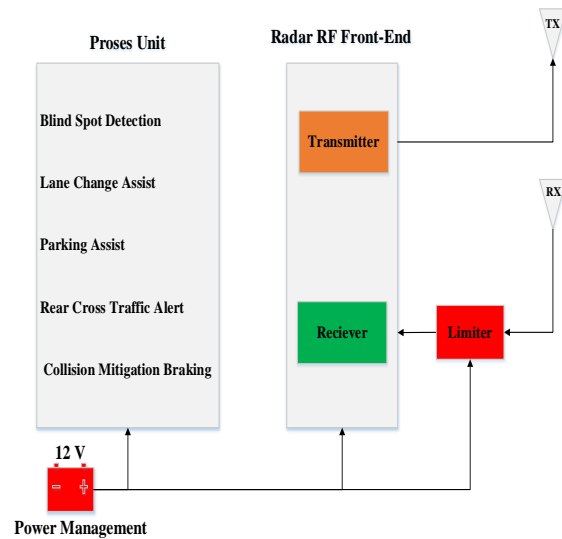 Proses Unit
Radar RF Front-End
TX
Blind Spot Detection
Transmitter
Lane Change Assist
RX
Parking Assist
Rear Cross Traffic Alert
Reciever
Limiter
Collision Mitigation Braking
12 V
- +
Power Management